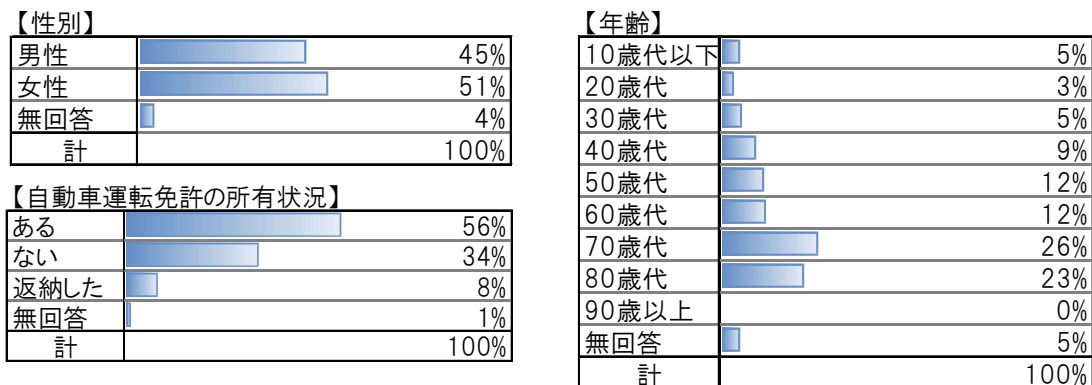 【性別】
男性 45%
女性 51%
無回答 4%
計 100%
【自動車運転免許の所有状況】
ある 56%
ない 34%
返納した 8%
無回答 1%
計 100%
【年齢】
10歳代以下 5%
20歳代 3%
30歳代 5%
40歳代 9%
50歳代 12%
60歳代 12%
70歳代 26%
80歳代 23%
90歳以上 0%
無回答 5%
計 100%